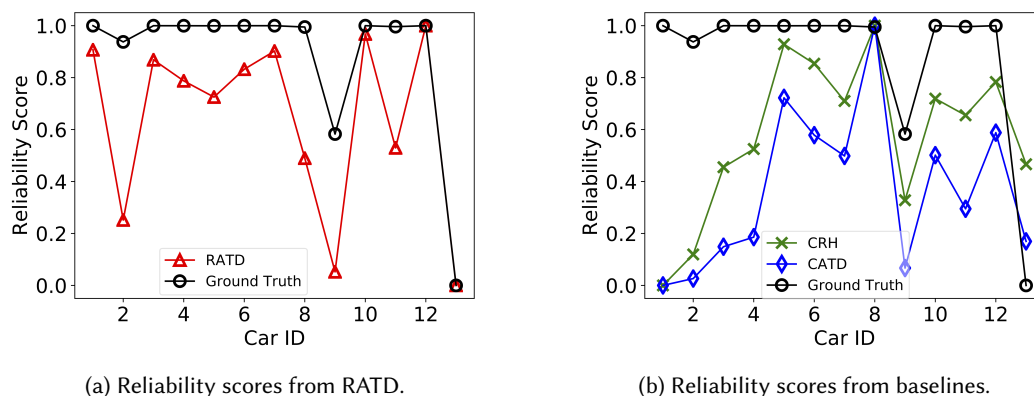 1.0
0.8
0.6
0.4
0.2
0.0
Reliability Score
RATD
Ground Truth
2 4 6 8 10 12
Car ID
(a) Reliability scores from RATD.
1.0
0.8
0.6
0.4
0.2
0.0
Reliability Score
CRH
CATD
Ground Truth
2 4 6 8 10 12
Car ID
(b) Reliability scores from baselines.